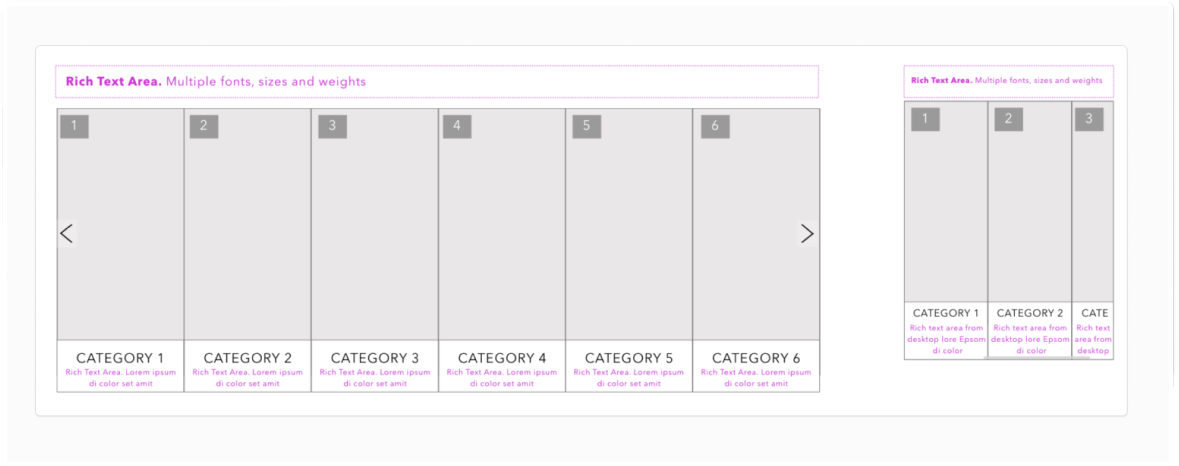 Rich Text Area. Multiple fonts, sizes and weights
1
2
3
4
5
6
CATEGORY 1
Rich Text Area. Lorem ipsum
di color set amit
CATEGORY 2
Rich Text Area. Lorem ipsum
di color set amit
CATEGORY 3
Rich Text Area. Lorem ipsum
di color set amit
CATEGORY 4
Rich Text Area. Lorem ipsum
di color set amit
CATEGORY 5
Rich Text Area. Lorem ipsum
di color set amit
CATEGORY 6
Rich Text Area. Lorem ipsum
di color set amit
Rich Text Area. Multiple fonts, sizes and weights
1
2
3
CATEGORY 1
Rich text area from
desktop lore Epsom
di color
CATEGORY 2
Rich text area from
desktop lore Epsom
di color
CATE
Rich text
area from
desktop